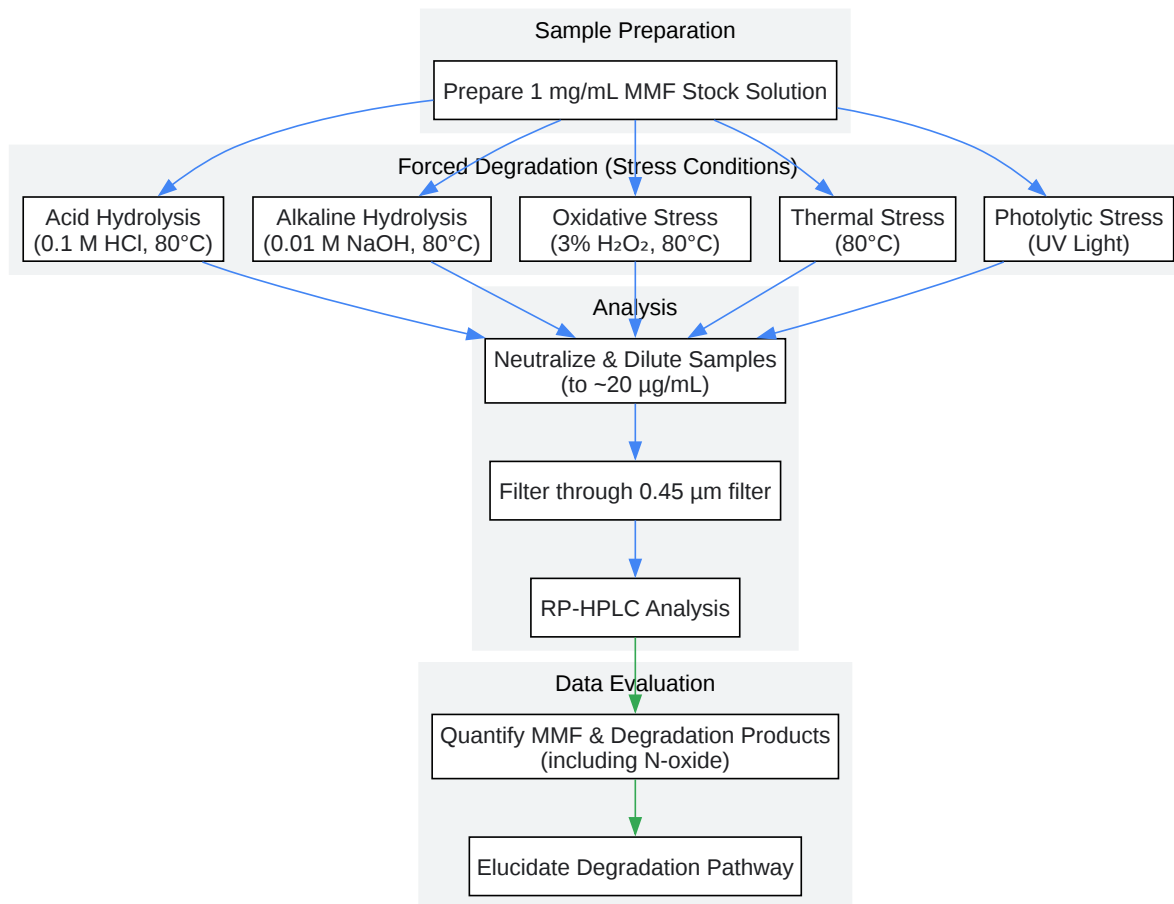 Sample Preparation
Prepare 1 mg/mL MMF Stock Solution
Forced Degradation (Stress Conditions)
Acid Hydrolysis
(0.1 M HCl, 80°C)
Alkaline Hydrolysis
(0.01 M NaOH, 80°C)
Oxidative Stress
(3% H₂O₂, 80°C)
Thermal Stress
(80°C)
Photolytic Stress
(UV Light)
Analysis
Neutralize & Dilute Samples
(to ~20 µg/mL)
Filter through 0.45 µm filter
RP-HPLC Analysis
Data Evaluation
Quantify MMF & Degradation Products
(including N-oxide)
Elucidate Degradation Pathway